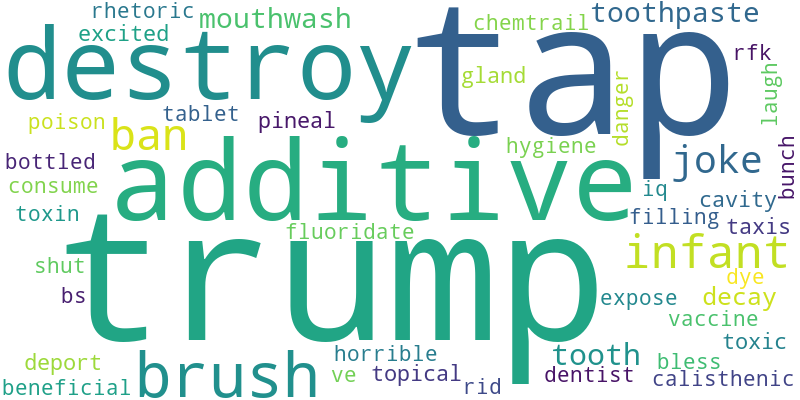 rhetoric
mouthwash
chemtrail
toothpaste
excited
destroy
tap
rfk
gland
laugh
tablet
danger
poison
ban
pineal
bottled
additive
hygiene
joke
bunch
consume
iq
cavity
toxin
filling
taxis
fluoridate
trump
infant
shut
dye
bs
expose
decay
vaccine
toxic
deport
horrible
tooth
bless
beneficial
brush
ve
topical
rid
dentist
calisthenic